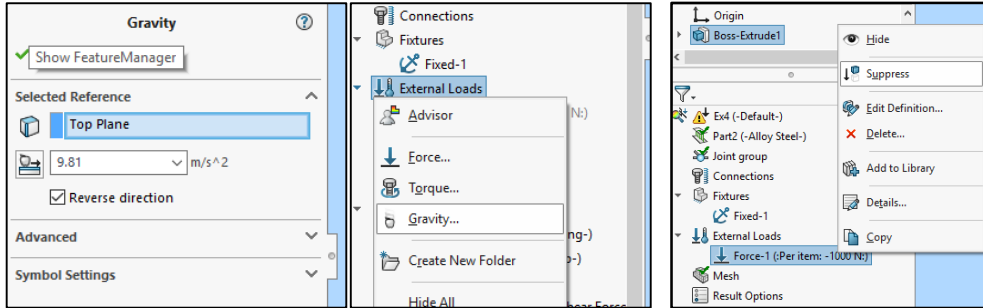 Gravity
Show FeatureManager
Selected Reference
Top Plane
9.81 m/s^2
Reverse direction
Advanced
Symbol Settings
Connections
Fixtures
Fixed-1
External Loads
Advisor
N:)
Force...
Torque...
Gravity...
ng-)
Create New Folder
Hide All
Origin
Boss-Extrude1
Hide
Suppress
Ex4 (-Default-)
Edit Definition...
Part2 (-Alloy Steel-)
Delete...
Joint group
Connections
Add to Library
Fixtures
Fixed-1
Details...
External Loads
Copy
Force-1 (:Per item: -1000 N:)
Mesh
Result Options